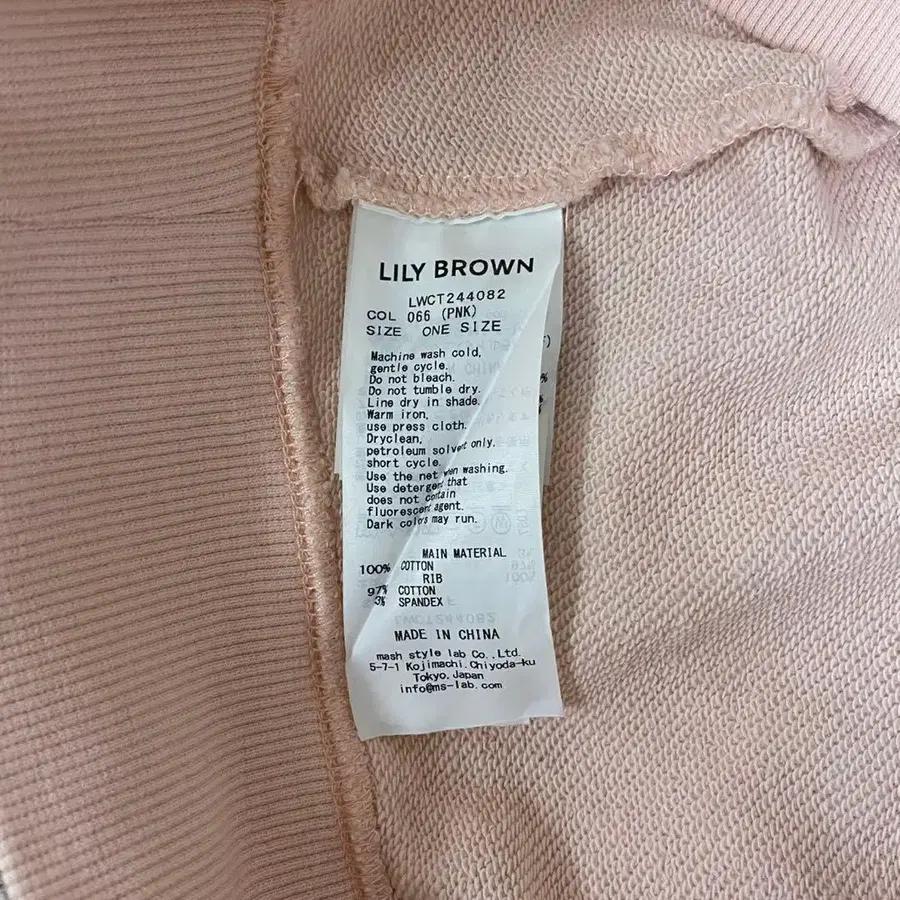 LILY BROWN
LWCT244082
COL 066 (PNK)
SIZE ONE SIZE
Machine wash cold,
gentle cycle.
Do not bleach.
Do not tumble dry.
Line dry in shade.
Warm iron,
use press cloth.
Dryclean,
petroleum solvent only.
short cycle.
Use the net when washing.
Use detergent that
does not contain
fluorescent agent.
Dark colors may run.
MAIN MATERIAL
100% COTTON
RIB
97% COTTON
3% SPANDEX
MADE IN CHINA
mash style lab Co.,Ltd.
5-7-1 Kojimachi.Chiyoda-ku
Tokyo.Japan
info@ms-lab.com